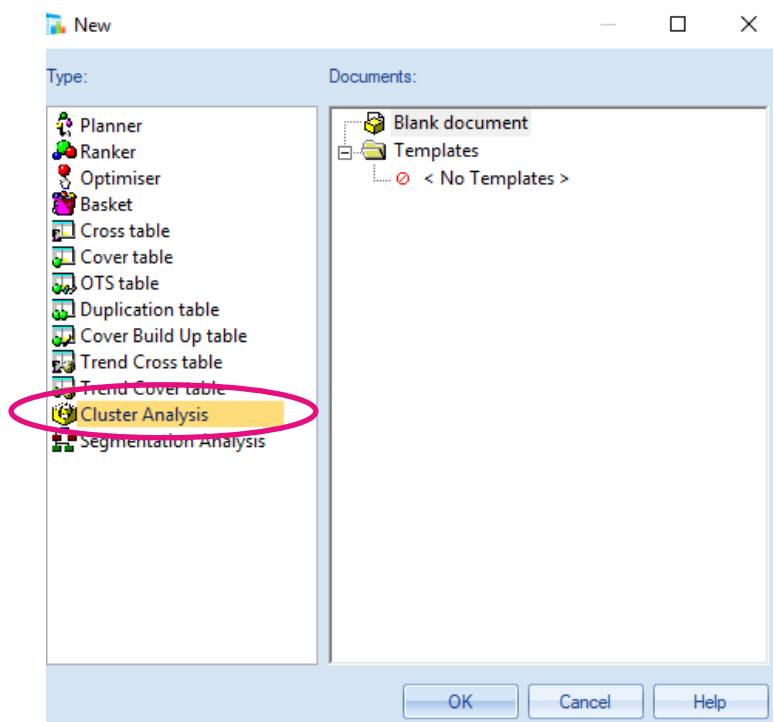 New
Type:
Documents:
Planner
Ranker
Optimiser
Basket
Cross table
Cover table
OTS table
Duplication table
Cover Build Up table
Trend Cross table
Trend Cover table
Cluster Analysis
Segmentation Analysis
Blank document
Templates
< No Templates >
OK
Cancel
Help